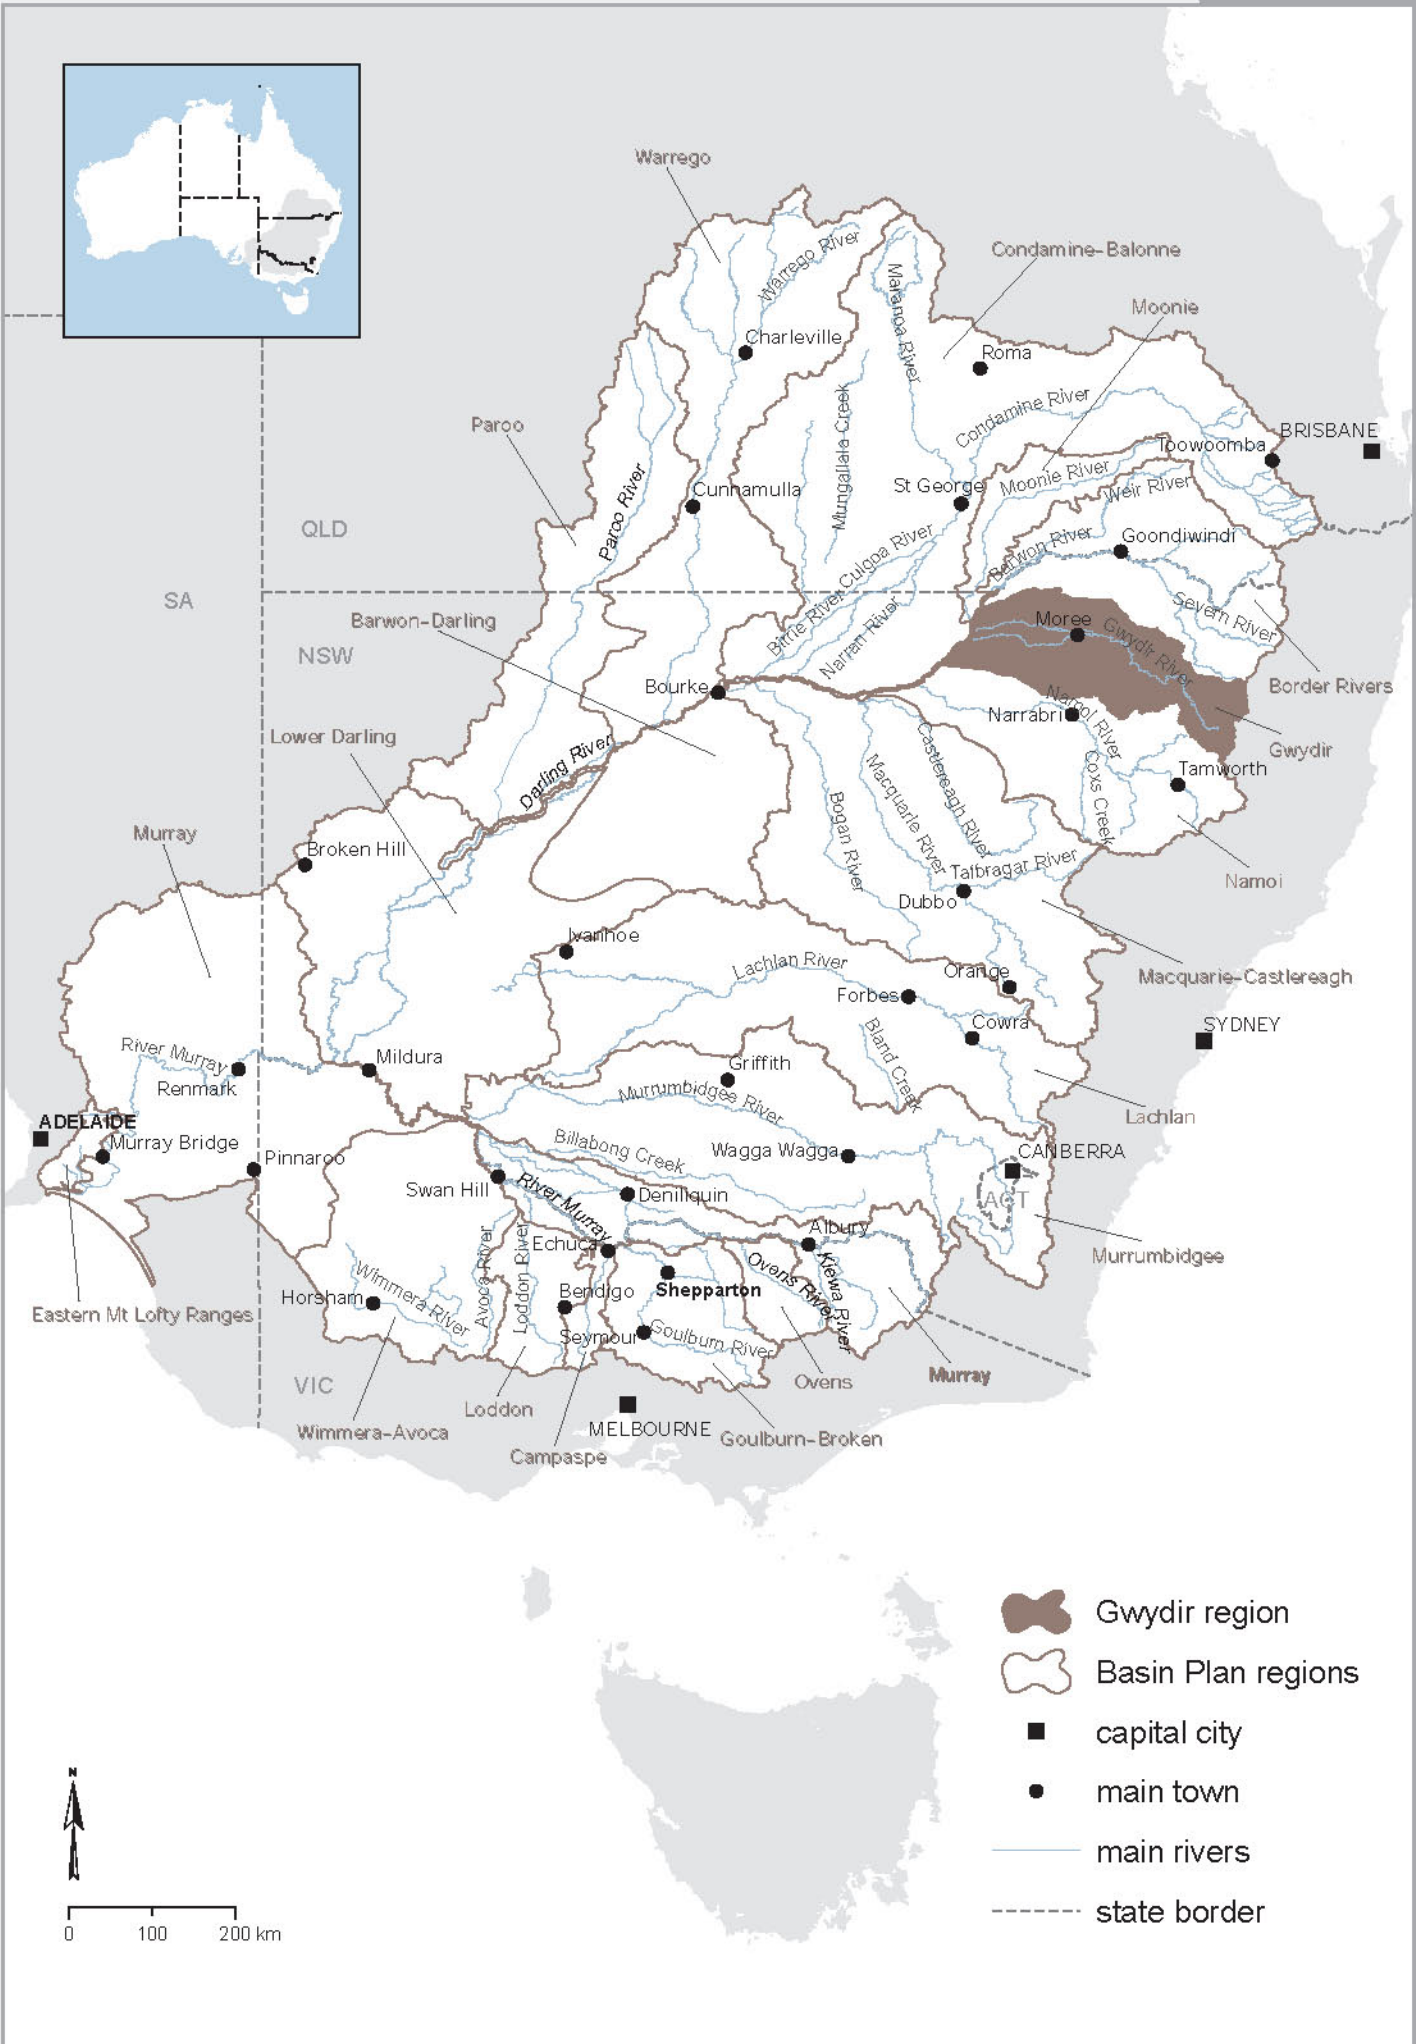 Warrego
Warrego River
Condamine-Balonne
Maranoa River
Moonie
Charleville
Roma
Mungallala Creek
Condamine River
Paroo
BRISBANE
Toowoomba
Moonie River
Paroo River
Cunnamulla
St George
Weir River
QLD
Culgoa River
Barwon River
Goondiwindi
SA
Birrie River
Narran River
Severn River
Barwon-Darling
Moree
Gwydir River
NSW
Bourke
Border Rivers
Namoi River
Narrabri
Lower Darling
Darling River
Castlereagh River
Gwydir
Macquarie River
Coxs Creek
Tamworth
Bogan River
Murray
Broken Hill
Talbragar River
Namoi
Dubbo
Ivanhoe
Lachlan River
Orange
Macquarie-Castlereagh
Forbes
Cowra
SYDNEY
Bland Creek
River Murray
Renmark
Mildura
Griffith
Murrumbidgee River
Lachlan
ADELAIDE
Murray Bridge
Pinnaroo
Billabong Creek
Wagga Wagga
CANBERRA
Swan Hill
River Murray
Deniliquin
ACT
Albury
Echuca
Murrumbidgee
Avoca River
Loddon River
Ovens River
Kiewa River
Wimmera River
Horsham
Bendigo
Shepparton
Eastern Mt Lofty Ranges
Seymour
Goulburn River
VIC
Ovens
Murray
Loddon
Wimmera-Avoca
MELBOURNE
Goulburn-Broken
Campaspe
Gwydir region
Basin Plan regions
capital city
main town
main rivers
state border
N
0 100 200 km